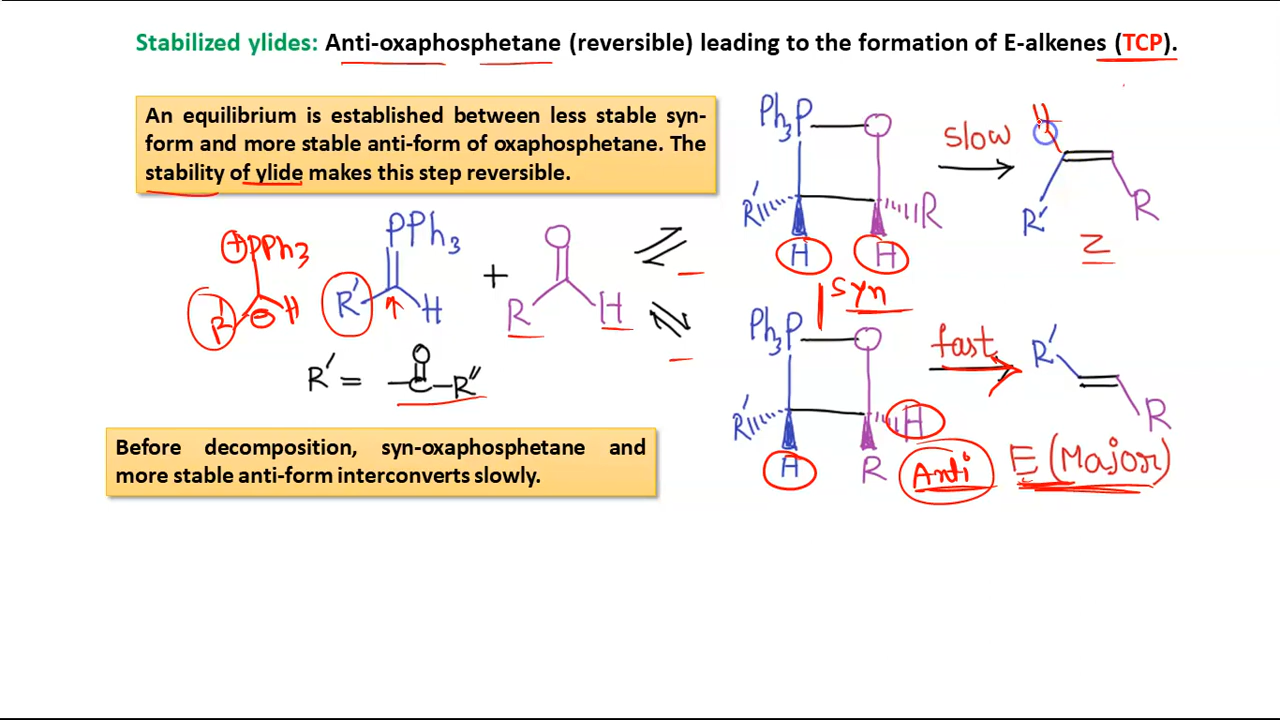 Stabilized ylides: Anti-oxaphosphetane (reversible) leading to the formation of E-alkenes (TCP).
An equilibrium is established between less stable syn-
form and more stable anti-form of oxaphosphetane. The
stability of ylide makes this step reversible.
Ph3P O
R' H H R
syn
slow
H
R' R
Z
⊕PPh3
R' ⊖ H
PPh3
R' H
+
O
R H
R' = -C-R''
O
Ph3P O
R' H R H
Anti
fast
R'
R
E (Major)
Before decomposition, syn-oxaphosphetane and
more stable anti-form interconverts slowly.